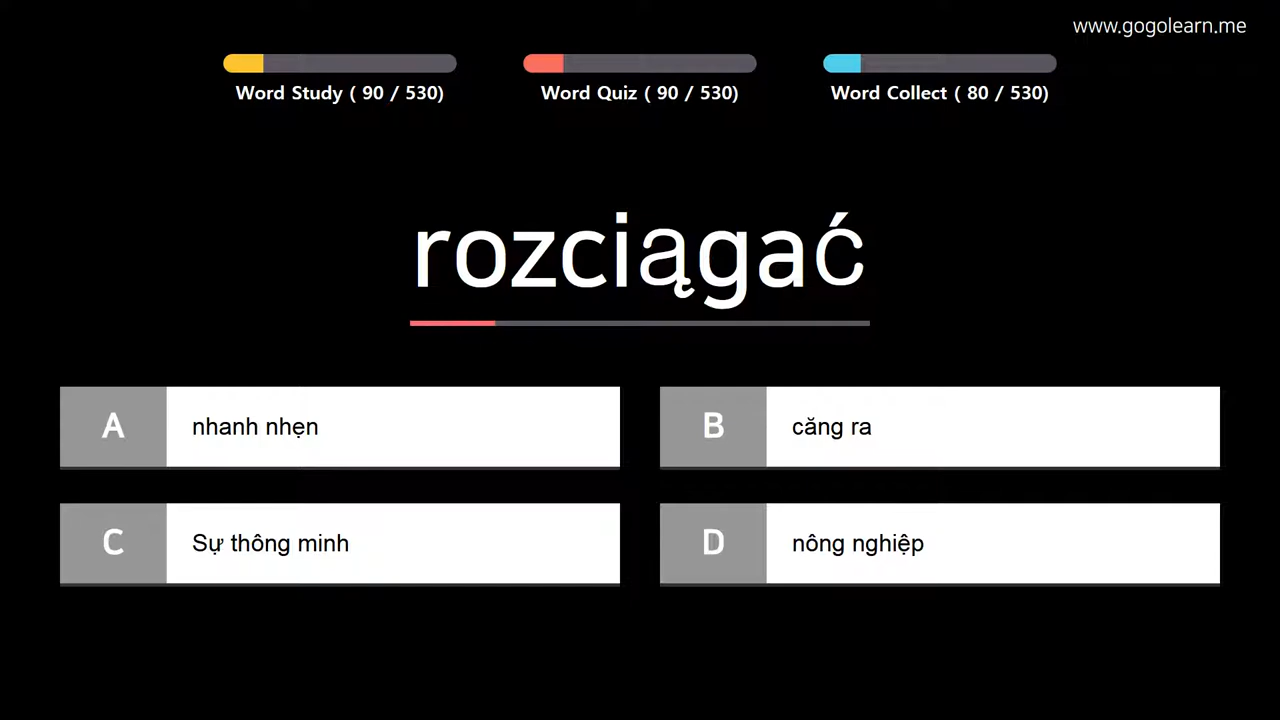 www.gogolearn.me
Word Study ( 90 / 530)
Word Quiz ( 90 / 530)
Word Collect ( 80 / 530)
rozciągać
A nhanh nhẹn
B căng ra
C Sự thông minh
D nông nghiệp